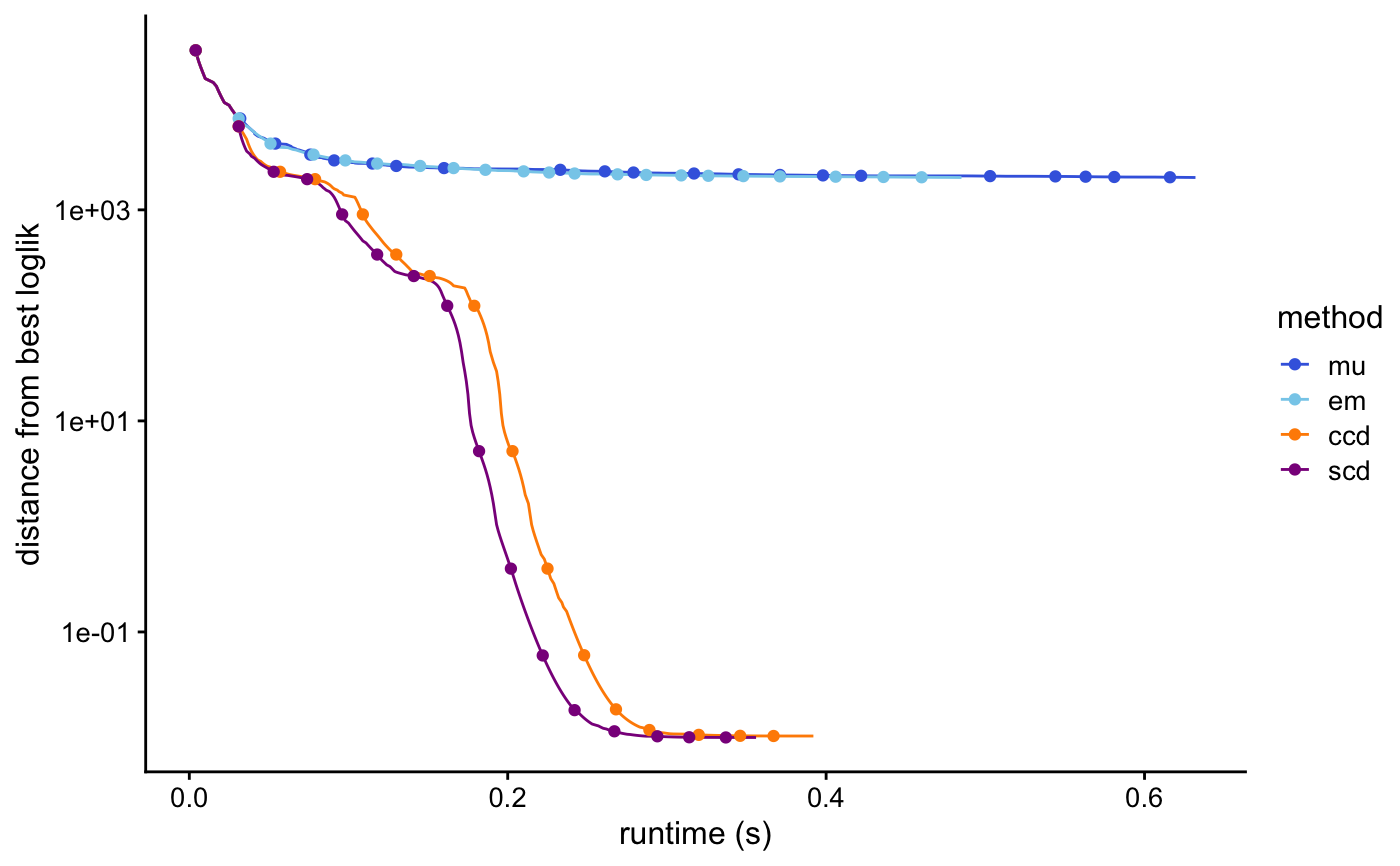 distance from best loglik
1e+03
1e+01
1e-01
0.0
0.2
0.4
0.6
runtime (s)
method
mu
em
ccd
scd